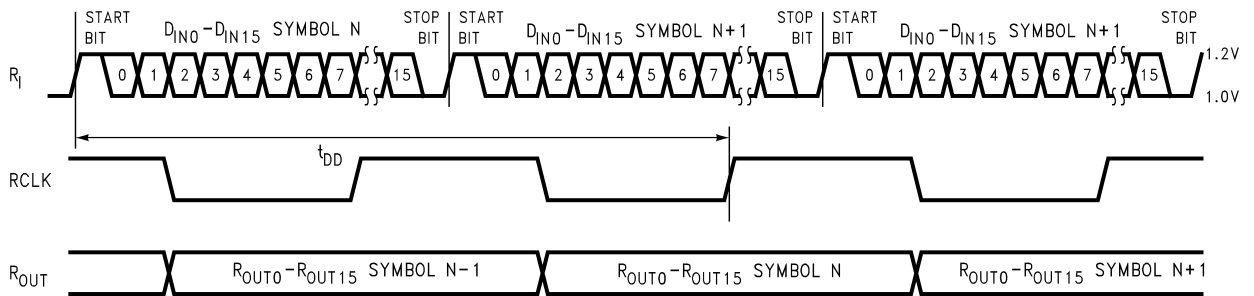 START BIT D_IN0–D_IN15 SYMBOL N STOP BIT START BIT D_IN0–D_IN15 SYMBOL N+1 STOP BIT START BIT D_IN0–D_IN15 SYMBOL N+1 STOP BIT
R_I 0 1 2 3 4 5 6 7 15 0 1 2 3 4 5 6 7 15 0 1 2 3 4 5 6 7 15 1.2V
1.0V
t_DD
RCLK
R_OUT R_OUT0–R_OUT15 SYMBOL N-1 R_OUT0–R_OUT15 SYMBOL N R_OUT0–R_OUT15 SYMBOL N+1